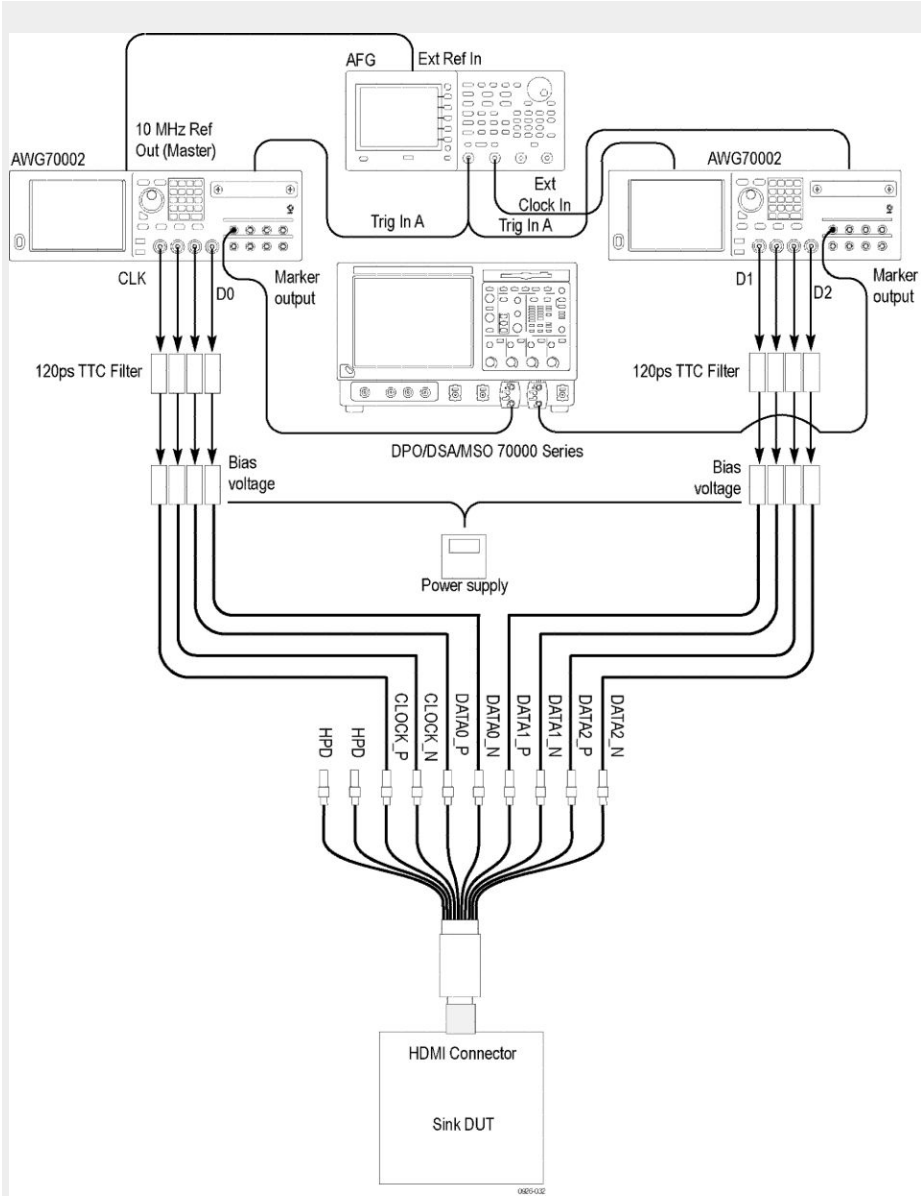 AFG
Ext Ref In
10 MHz Ref
Out (Master)
AWG70002
AWG70002
Ext
Clock In
Trig In A
Trig In A
CLK
D0
Marker
output
D1
D2
Marker
output
120ps TTC Filter
120ps TTC Filter
DPO/DSA/MSO 70000 Series
Bias
voltage
Bias
voltage
Power supply
HPD
HPD
CLOCK_P
CLOCK_N
DATA0_P
DATA0_N
DATA1_P
DATA1_N
DATA2_P
DATA2_N
HDMI Connector
Sink DUT
0926-032